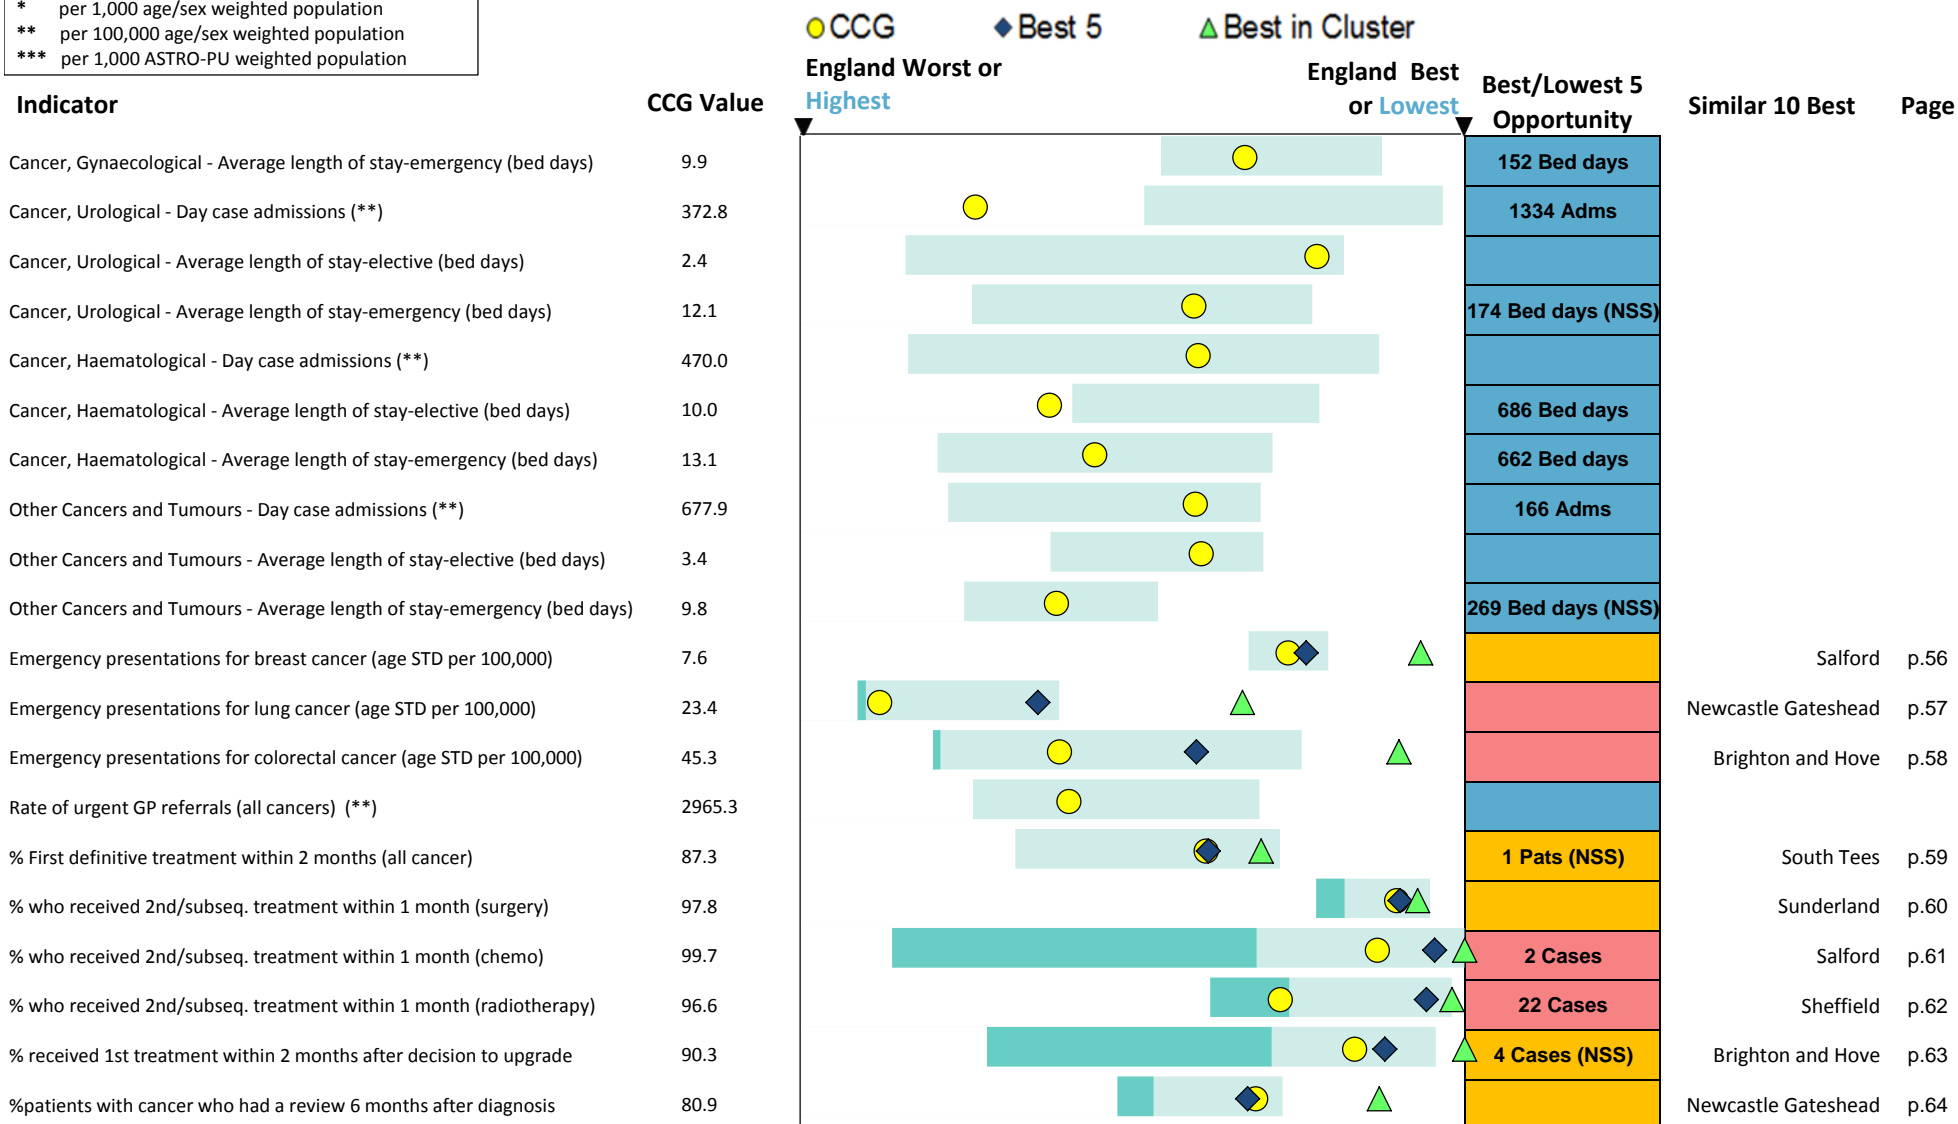 * per 1,000 age/sex weighted population
** per 100,000 age/sex weighted population
*** per 1,000 ASTRO-PU weighted population
CCG Best 5 Best in Cluster
England Worst or Highest
England Best or Lowest
Indicator CCG Value Best/Lowest 5 Opportunity Similar 10 Best Page
Cancer, Gynaecological - Average length of stay-emergency (bed days) 9.9 152 Bed days
Cancer, Urological - Day case admissions (**) 372.8 1334 Adms
Cancer, Urological - Average length of stay-elective (bed days) 2.4
Cancer, Urological - Average length of stay-emergency (bed days) 12.1 174 Bed days (NSS)
Cancer, Haematological - Day case admissions (**) 470.0
Cancer, Haematological - Average length of stay-elective (bed days) 10.0 686 Bed days
Cancer, Haematological - Average length of stay-emergency (bed days) 13.1 662 Bed days
Other Cancers and Tumours - Day case admissions (**) 677.9 166 Adms
Other Cancers and Tumours - Average length of stay-elective (bed days) 3.4
Other Cancers and Tumours - Average length of stay-emergency (bed days) 9.8 269 Bed days (NSS)
Emergency presentations for breast cancer (age STD per 100,000) 7.6 Salford p.56
Emergency presentations for lung cancer (age STD per 100,000) 23.4 Newcastle Gateshead p.57
Emergency presentations for colorectal cancer (age STD per 100,000) 45.3 Brighton and Hove p.58
Rate of urgent GP referrals (all cancers) (**) 2965.3
% First definitive treatment within 2 months (all cancer) 87.3 1 Pats (NSS) South Tees p.59
% who received 2nd/subseq. treatment within 1 month (surgery) 97.8 Sunderland p.60
% who received 2nd/subseq. treatment within 1 month (chemo) 99.7 2 Cases Salford p.61
% who received 2nd/subseq. treatment within 1 month (radiotherapy) 96.6 22 Cases Sheffield p.62
% received 1st treatment within 2 months after decision to upgrade 90.3 4 Cases (NSS) Brighton and Hove p.63
%patients with cancer who had a review 6 months after diagnosis 80.9 Newcastle Gateshead p.64